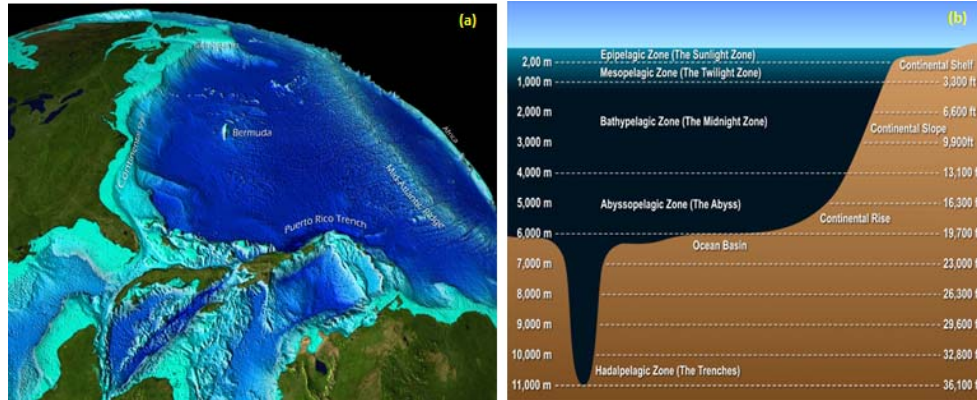 (a)
Bermuda
Africa
Mid-Atlantic Ridge
Puerto Rico Trench
(b)
Epipelagic Zone (The Sunlight Zone)
2,00 m
Continental Shelf
Mesopelagic Zone (The Twilight Zone)
1,000 m
3,300 ft
2,000 m
6,600 ft
Bathypelagic Zone (The Midnight Zone)
Continental Slope
3,000 m
9,900ft
4,000 m
13,100 ft
5,000 m
Abyssopelagic Zone (The Abyss)
16,300 ft
Continental Rise
6,000 m
19,700 ft
Ocean Basin
7,000 m
23,000 ft
8,000 m
26,300 ft
9,000 m
29,600 ft
10,000 m
32,800 ft
Hadalpelagic Zone (The Trenches)
11,000 m
36,100 ft